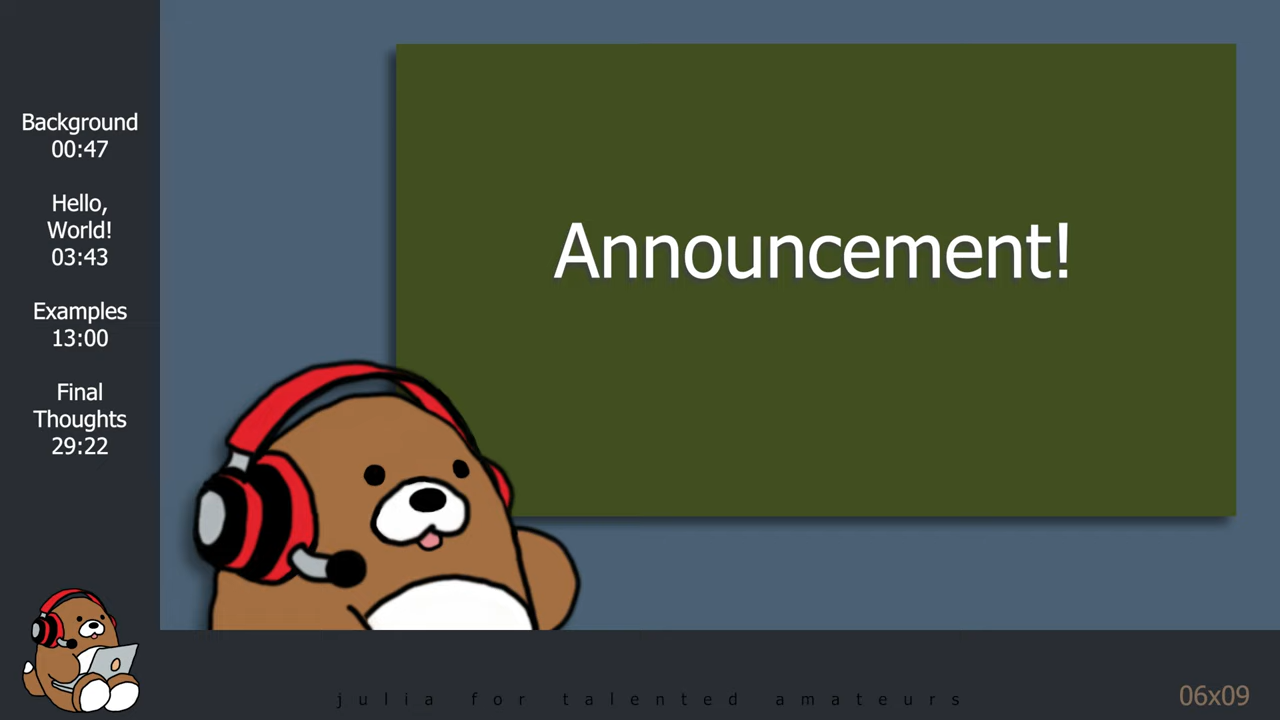 Background
00:47
Hello,
World!
03:43
Examples
13:00
Final
Thoughts
29:22
Announcement!
julia for talented amateurs
06x09